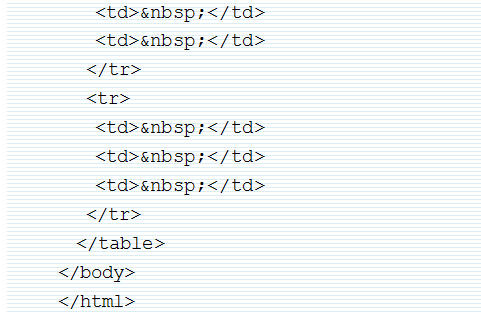 <td>&nbsp;</td>
<td>&nbsp;</td>
</tr>
<tr>
<td>&nbsp;</td>
<td>&nbsp;</td>
<td>&nbsp;</td>
</tr>
</table>
</body>
</html>